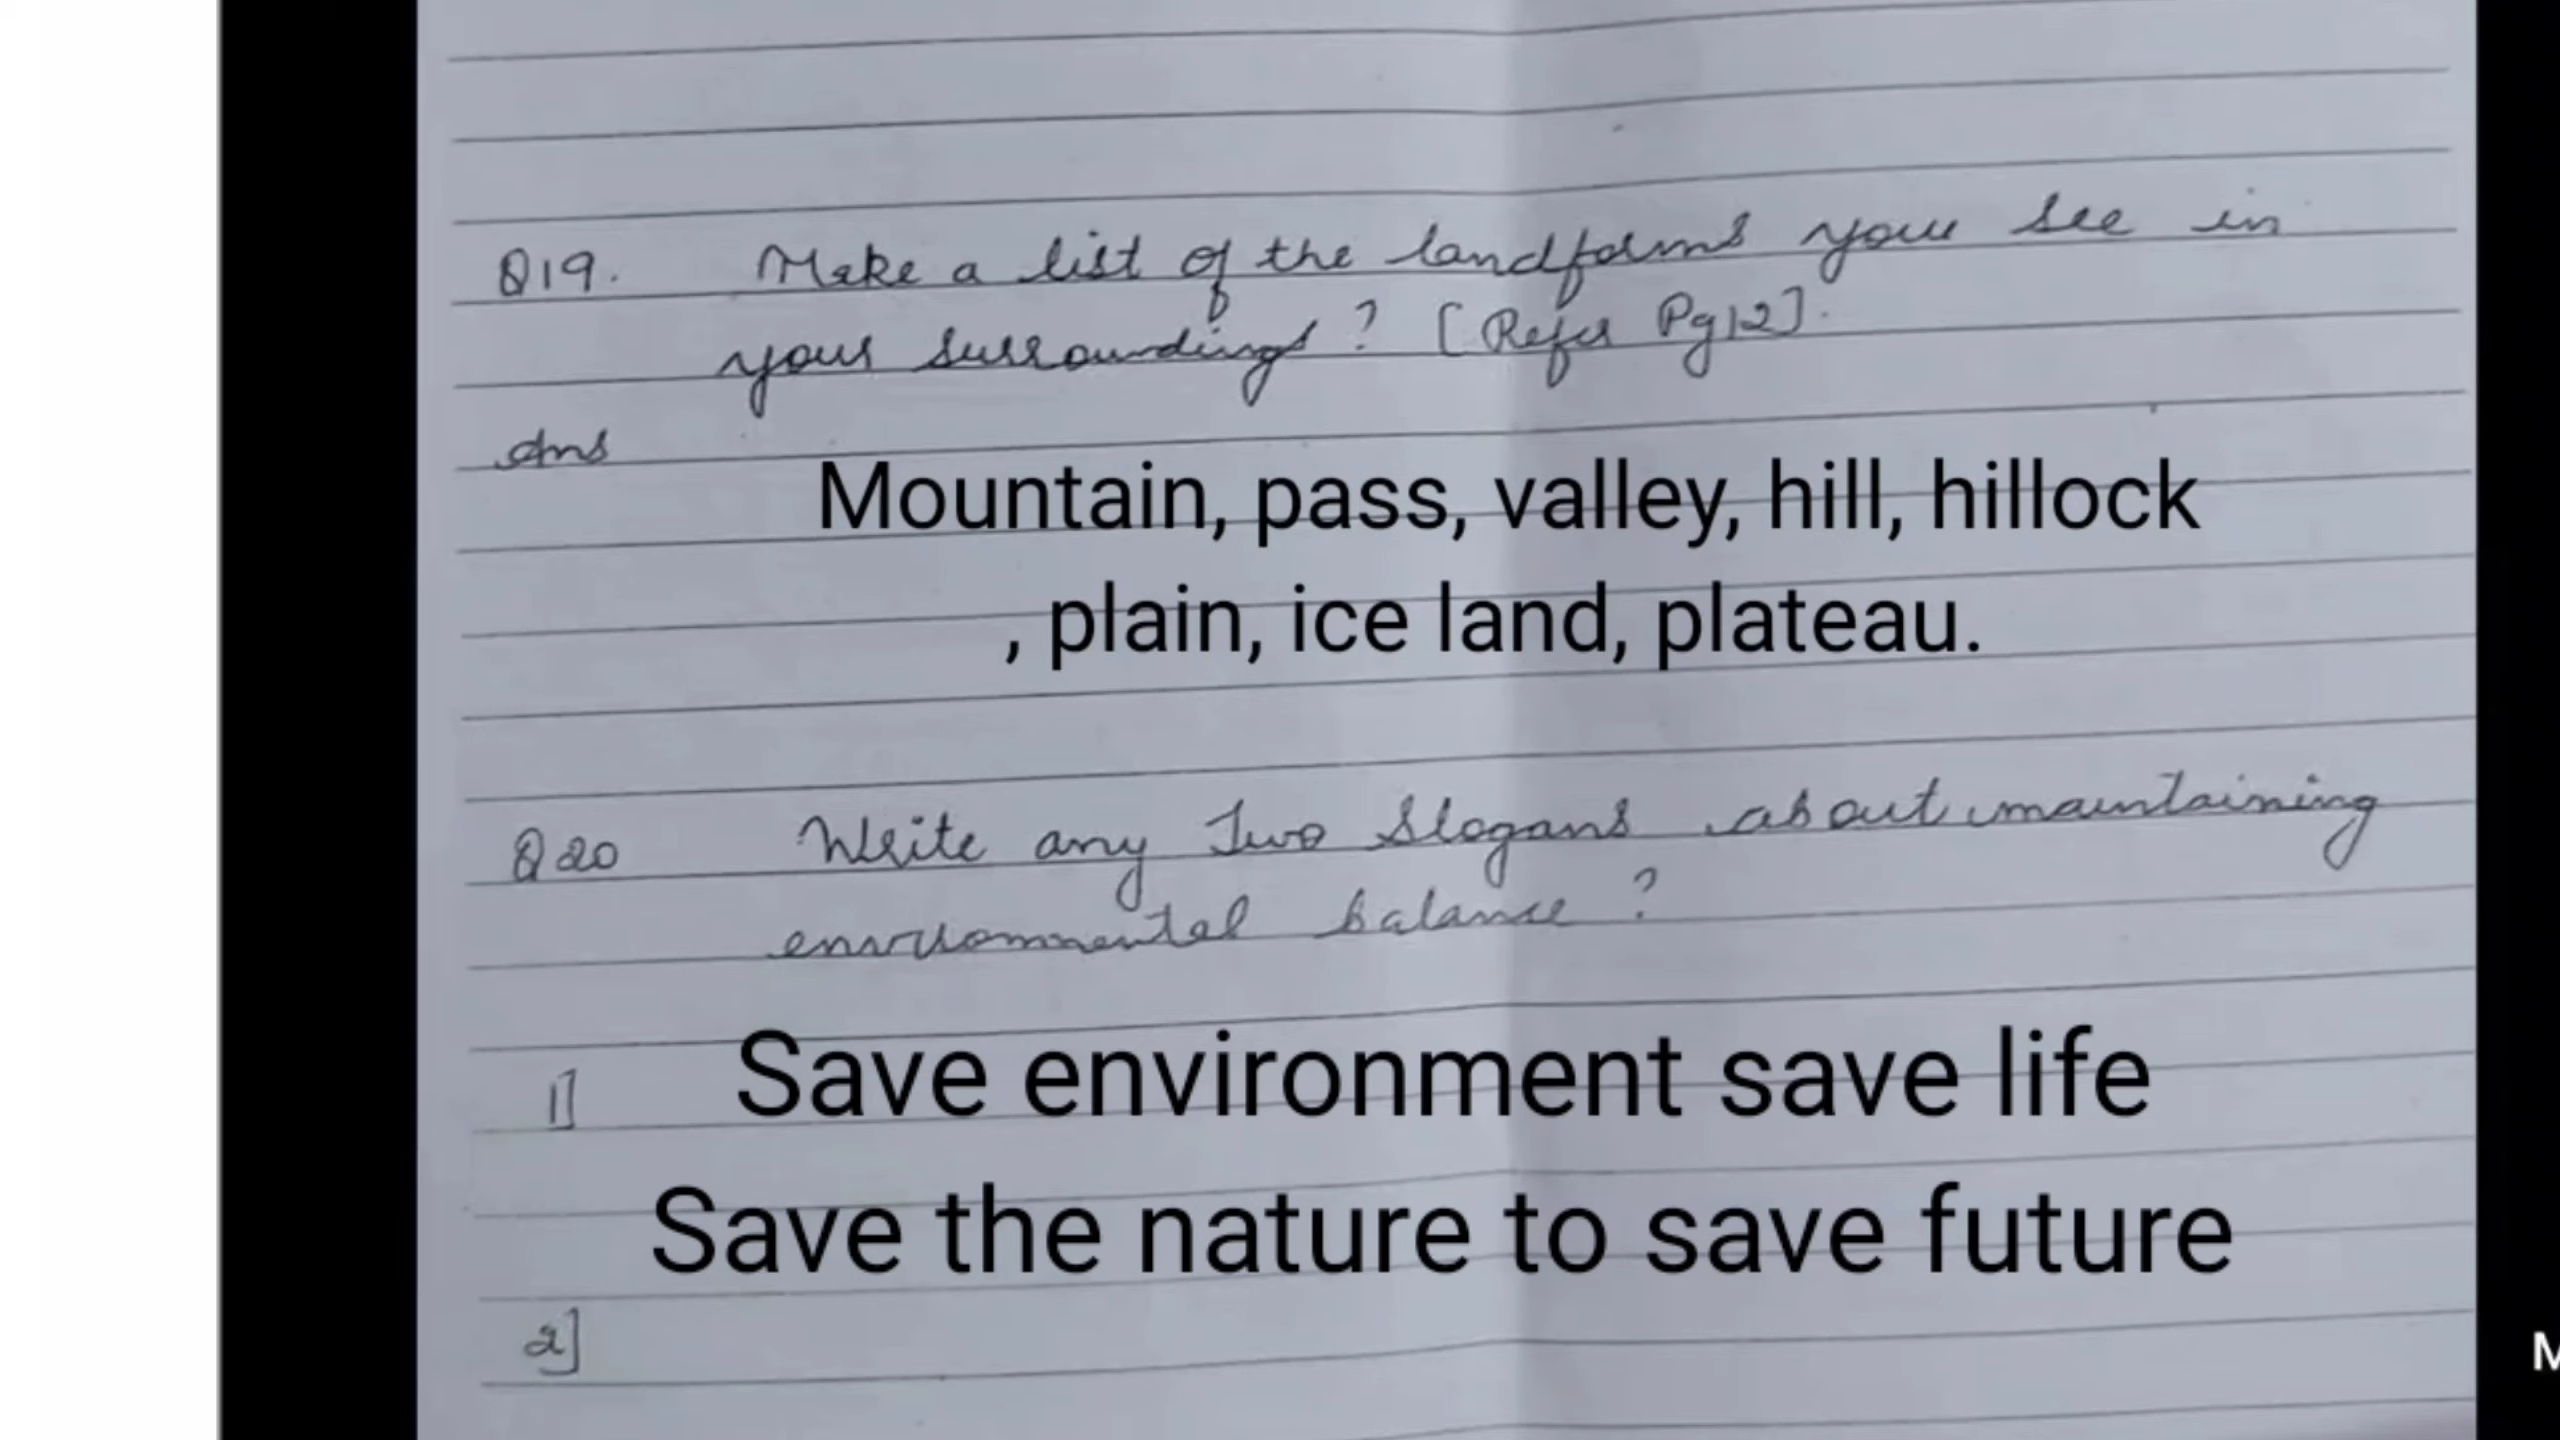 Q19. Make a list of the landforms you see in
your surroundings? [Refer Pg12].
Ans
Mountain, pass, valley, hill, hillock
, plain, ice land, plateau.
Q20 Write any Two Slogans about maintaining
environmental balance?
1] Save environment save life
Save the nature to save future
2]
M